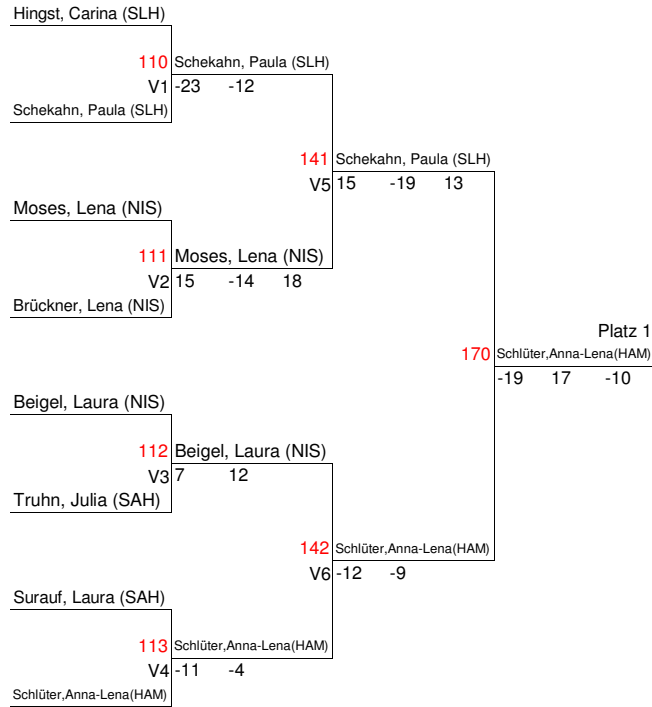 Hingst, Carina (SLH)
110 Schekahn, Paula (SLH)
V1 -23 -12
Schekahn, Paula (SLH)
141 Schekahn, Paula (SLH)
V5 15 -19 13
Moses, Lena (NIS)
111 Moses, Lena (NIS)
V2 15 -14 18
Brückner, Lena (NIS)
Platz 1
170 Schlüter,Anna-Lena(HAM)
-19 17 -10
Beigel, Laura (NIS)
112 Beigel, Laura (NIS)
V3 7 12
Truhn, Julia (SAH)
142 Schlüter,Anna-Lena(HAM)
V6 -12 -9
Surauf, Laura (SAH)
113 Schlüter,Anna-Lena(HAM)
V4 -11 -4
Schlüter,Anna-Lena(HAM)